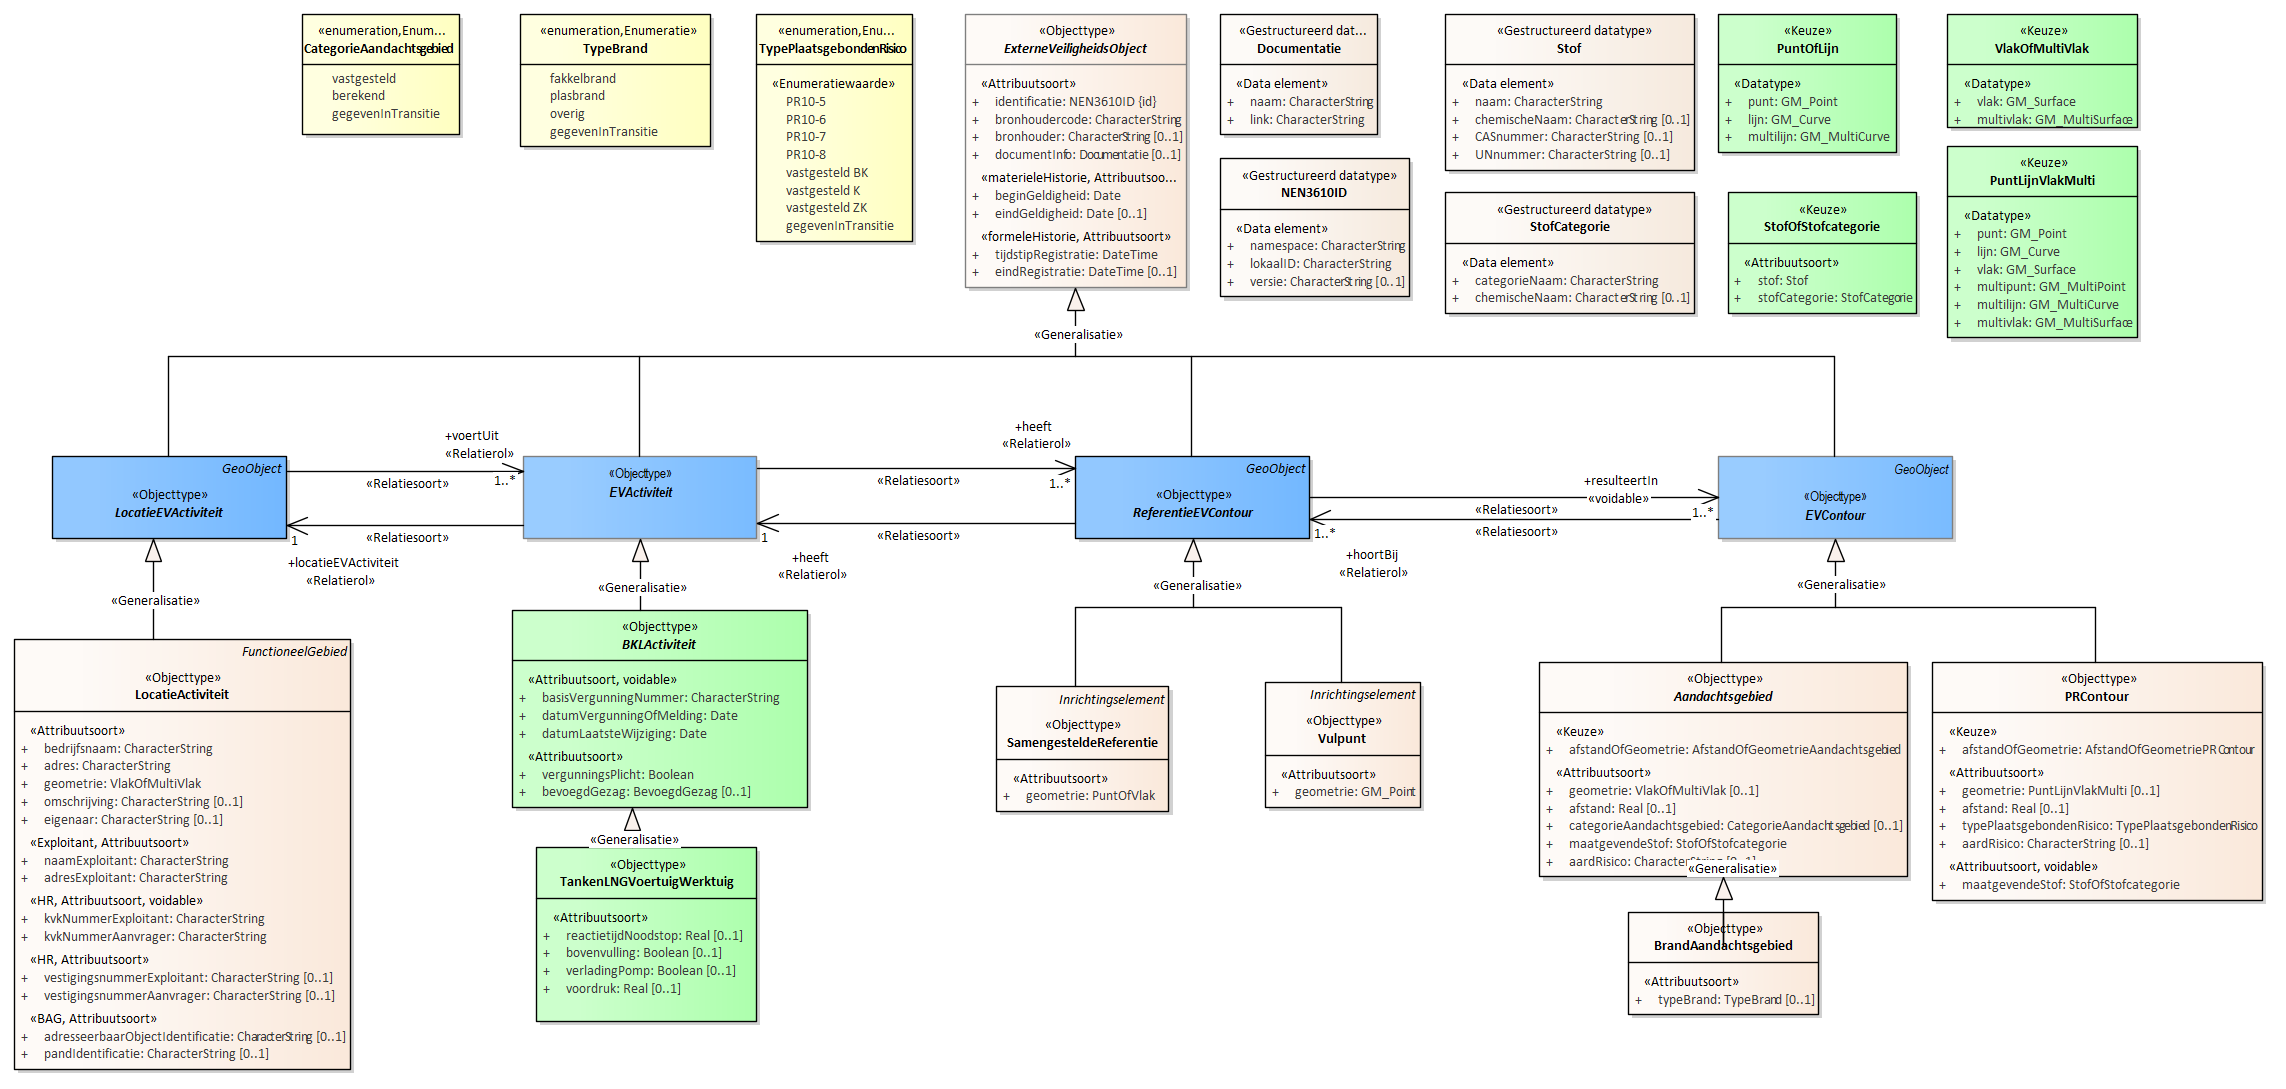 «enumeration,Enum...
CategorieAandachtsgebied
vastgesteld
berekend
gegevenInTransitie
«enumeration,Enumeratie»
TypeBrand
fakkelbrand
plasbrand
overig
gegevenInTransitie
«enumeration,Enu...
TypePlaatsgebondenRisico
«Enumeratiewaarde»
PR10-5
PR10-6
PR10-7
PR10-8
vastgesteld BK
vastgesteld K
vastgesteld ZK
gegevenInTransitie
«Objecttype»
ExterneVeiligheidsObject
«Attribuutsoort»
+ identificatie: NEN3610ID {id}
+ bronhoudercode: CharacterString
+ bronhouder: CharacterString [0..1]
+ documentInfo: Documentatie [0..1]
«materieleHistorie, Attribuutsoo...
+ beginGeldigheid: Date
+ eindGeldigheid: Date [0..1]
«formeleHistorie, Attribuutsoort»
+ tijdstipRegistratie: DateTime
+ eindRegistratie: DateTime [0..1]
«Gestructureerd dat...
Documentatie
«Data element»
+ naam: CharacterString
+ link: CharacterString
«Gestructureerd datatype»
NEN3610ID
«Data element»
+ namespace: CharacterString
+ lokaalID: CharacterString
+ versie: CharacterString [0..1]
«Gestructureerd datatype»
Stof
«Data element»
+ naam: CharacterString
+ chemischeNaam: CharacterString [0..1]
+ CASnummer: CharacterString [0..1]
+ UNnummer: CharacterString [0..1]
«Gestructureerd datatype»
StofCategorie
«Data element»
+ categorieNaam: CharacterString
+ chemischeNaam: CharacterString [0..1]
«Keuze»
PuntOfLijn
«Datatype»
+ punt: GM_Point
+ lijn: GM_Curve
+ multilijn: GM_MultiCurve
«Keuze»
StofOfStofcategorie
«Attribuutsoort»
+ stof: Stof
+ stofCategorie: StofCategorie
«Keuze»
VlakOfMultiVlak
«Datatype»
+ vlak: GM_Surface
+ multivlak: GM_MultiSurface
«Keuze»
PuntLijnVlakMulti
«Datatype»
+ punt: GM_Point
+ lijn: GM_Curve
+ vlak: GM_Surface
+ multipunt: GM_MultiPoint
+ multilijn: GM_MultiCurve
+ multivlak: GM_MultiSurface
«Generalisatie»
GeoObject
«Objecttype»
LocatieEVActiviteit
+voertUit
«Relatierol»
1..*
«Relatiesoort»
«Relatiesoort»
1
+locatieEVActiviteit
«Relatierol»
«Objecttype»
EVActiviteit
+heeft
«Relatierol»
1..*
«Relatiesoort»
«Relatiesoort»
1
+heeft
«Relatierol»
GeoObject
«Objecttype»
ReferentieEVContour
+resulteertIn
«voidable»
1..*
«Relatiesoort»
«Relatiesoort»
1..*
+hoortBij
«Relatierol»
GeoObject
«Objecttype»
EVContour
«Generalisatie»
«Generalisatie»
«Generalisatie»
«Generalisatie»
FunctioneelGebied
«Objecttype»
LocatieActiviteit
«Attribuutsoort»
+ bedrijfsnaam: CharacterString
+ adres: CharacterString
+ geometrie: VlakOfMultiVlak
+ omschrijving: CharacterString [0..1]
+ eigenaar: CharacterString [0..1]
«Exploitant, Attribuutsoort»
+ naamExploitant: CharacterString
+ adresExploitant: CharacterString
«HR, Attribuutsoort, voidable»
+ kvkNummerExploitant: CharacterString
+ kvkNummerAanvrager: CharacterString
«HR, Attribuutsoort»
+ vestigingsnummerExploitant: CharacterString [0..1]
+ vestigingsnummerAanvrager: CharacterString [0..1]
«BAG, Attribuutsoort»
+ adresseerbaarObjectIdentificatie: CharacterString [0..1]
+ pandIdentificatie: CharacterString [0..1]
«Objecttype»
BKLActiviteit
«Attribuutsoort, voidable»
+ basisVergunningNummer: CharacterString
+ datumVergunningOfMelding: Date
+ datumLaatsteWijziging: Date
«Attribuutsoort»
+ vergunningsPlicht: Boolean
+ bevoegdGezag: BevoegdGezag [0..1]
«Generalisatie»
«Objecttype»
TankenLNGVoertuigWerktuig
«Attribuutsoort»
+ reactietijdNoodstop: Real [0..1]
+ bovenvulling: Boolean [0..1]
+ verladingPomp: Boolean [0..1]
+ voordruk: Real [0..1]
Inrichtingselement
«Objecttype»
SamengesteldeReferentie
«Attribuutsoort»
+ geometrie: PuntOfVlak
Inrichtingselement
«Objecttype»
Vulpunt
«Attribuutsoort»
+ geometrie: GM_Point
«Objecttype»
Aandachtsgebied
«Keuze»
+ afstandOfGeometrie: AfstandOfGeometrieAandachtsgebied
«Attribuutsoort»
+ geometrie: VlakOfMultiVlak [0..1]
+ afstand: Real [0..1]
+ categorieAandachtsgebied: CategorieAandachtsgebied [0..1]
+ maatgevendeStof: StofOfStofcategorie
+ aardRisico: CharacterString [0..1]
«Generalisatie»
«Objecttype»
BrandAandachtsgebied
«Attribuutsoort»
+ typeBrand: TypeBrand [0..1]
«Objecttype»
PRContour
«Keuze»
+ afstandOfGeometrie: AfstandOfGeometriePRContour
«Attribuutsoort»
+ geometrie: PuntLijnVlakMulti [0..1]
+ afstand: Real [0..1]
+ typePlaatsgebondenRisico: TypePlaatsgebondenRisico
+ aardRisico: CharacterString [0..1]
«Attribuutsoort, voidable»
+ maatgevendeStof: StofOfStofcategorie